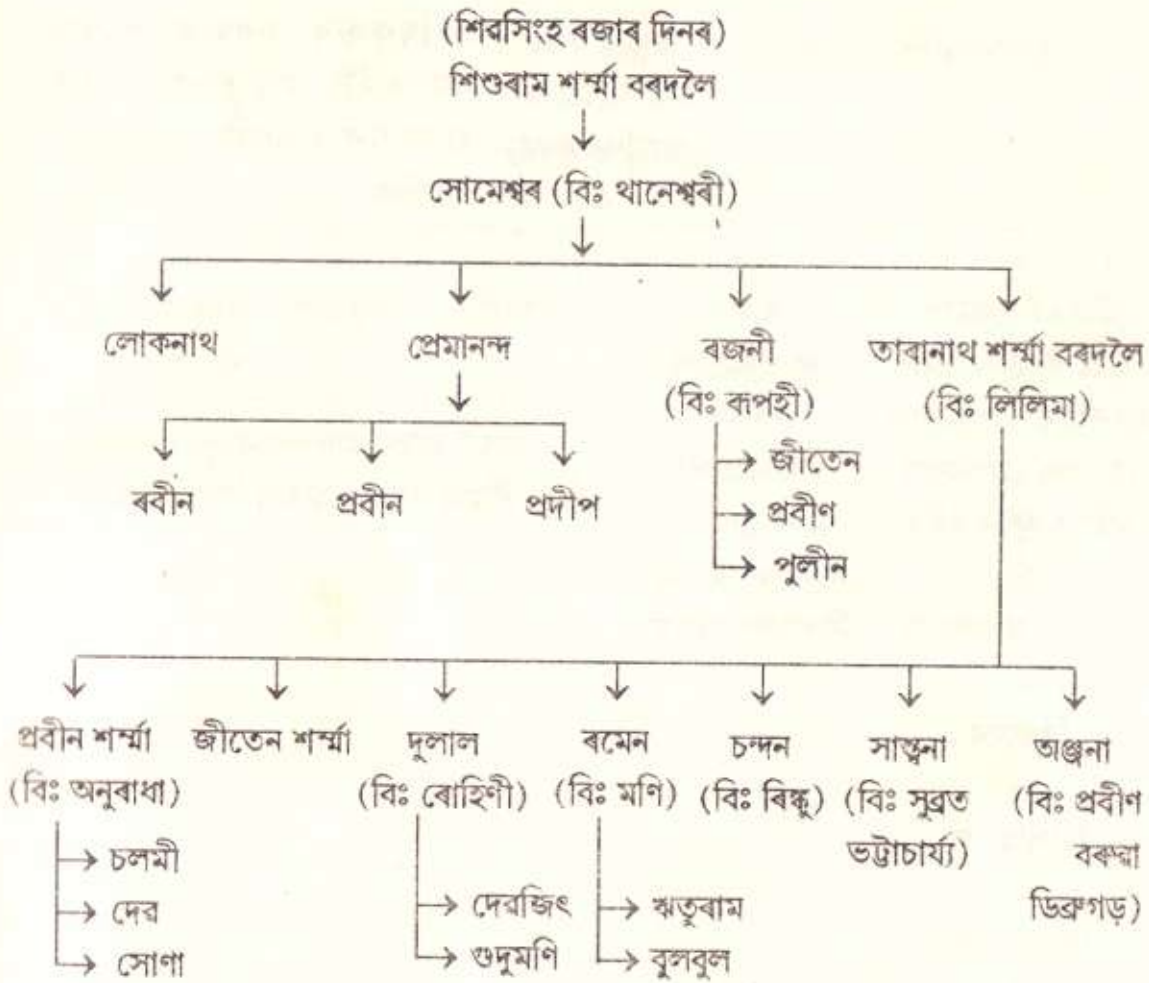 (শিৱসিংহ ৰজাৰ দিনৰ)
শিশুৰাম শৰ্ম্মা বৰদলৈ
সোমেশ্বৰ (বিঃ থানেশ্বৰী)
লোকনাথ প্ৰেমানন্দ ৰজনী তাৰানাথ শৰ্ম্মা বৰদলৈ
(বিঃ ৰূপহী) (বিঃ লিলিমা)
জীতেন
ৰবীন প্ৰবীন প্ৰদীপ প্ৰবীণ
পুলীন
প্ৰবীন শৰ্ম্মা জীতেন শৰ্ম্মা দুলাল ৰমেন চন্দন সান্ত্বনা অঞ্জনা
(বিঃ অনুৰাধা) (বিঃ ৰোহিণী) (বিঃ মণি) (বিঃ ৰিঙ্কু) (বিঃ সুব্ৰত (বিঃ প্ৰবীণ
চলমী ভট্টাচাৰ্য্য) বৰুৱা
দেৱ দেৱজিৎ ঋতুৰাম ডিব্ৰুগড়)
সোণা গুদুমণি বুলবুল